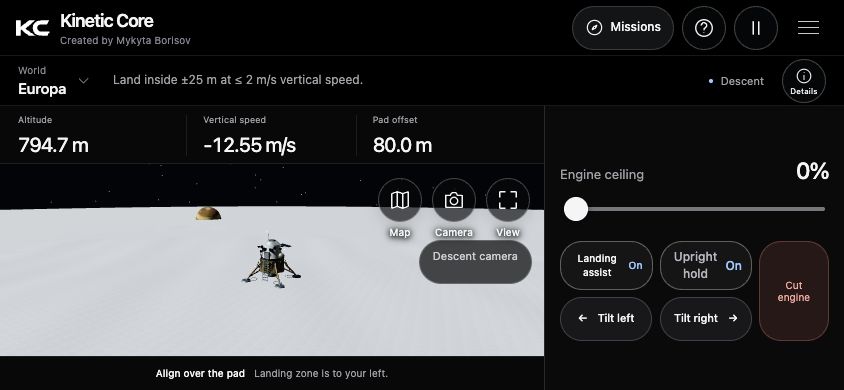 KC
Kinetic Core
Created by Mykyta Borisov
Missions
World
Europa
Land inside ±25 m at ≤ 2 m/s vertical speed.
Descent
Details
Altitude
794.7 m
Vertical speed
-12.55 m/s
Pad offset
80.0 m
Map
Camera
View
Descent camera
Align over the pad Landing zone is to your left.
Engine ceiling
0%
Landing
assist
On
Upright
hold
On
Cut
engine
← Tilt left
Tilt right →